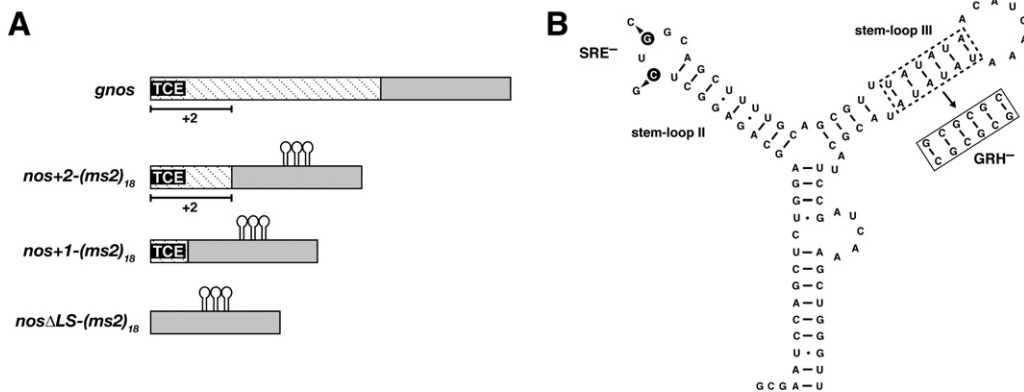 A
gnos
TCE
+2
nos+2-(ms2)18
TCE
+2
nos+1-(ms2)18
TCE
nosΔLS-(ms2)18
B
SRE–
stem-loop II
stem-loop III
GRH–
C
G
U
C
G
G C G C G C
C G C G C G
A – U
G – C
G – C
U · G
A U C A A
C
U – A
C – G
G – C
A – U
C – G
C – G
U · G
A – U
G C G A – U